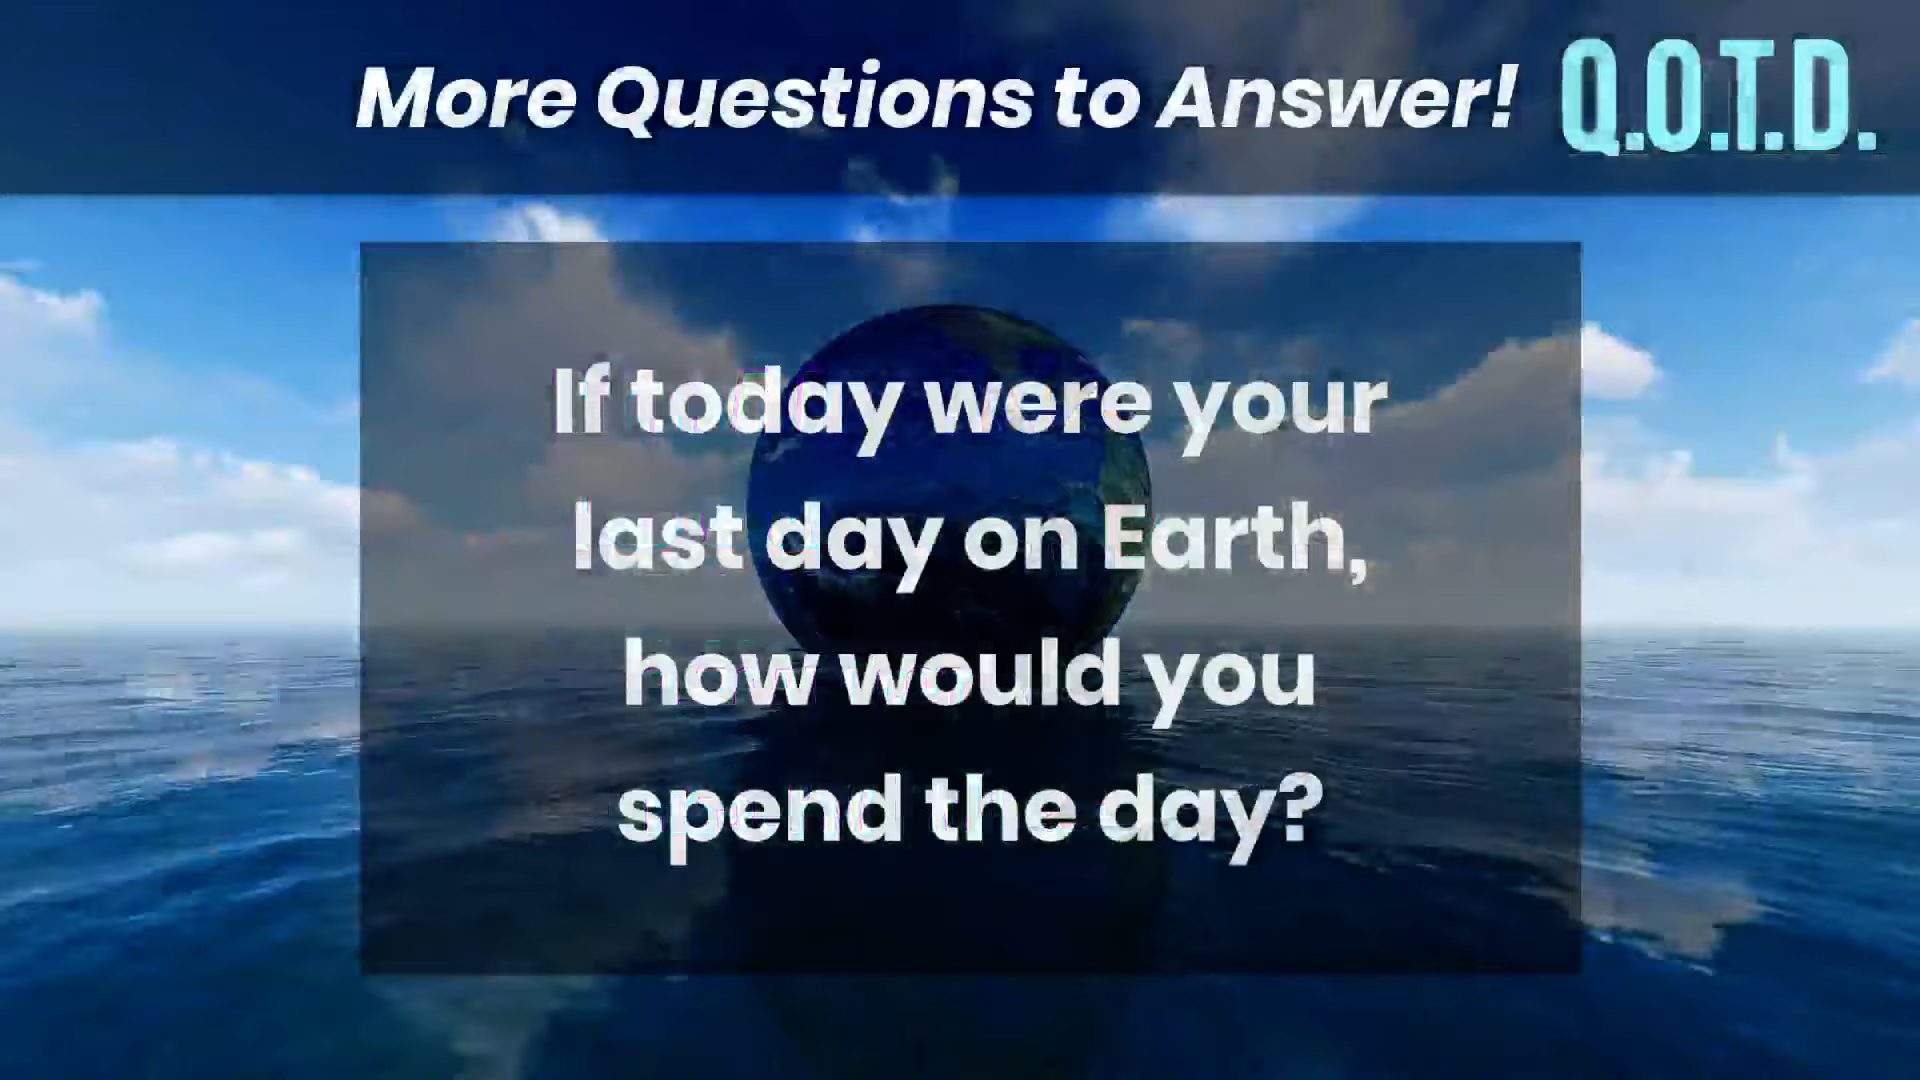 More Questions to Answer!
Q.O.T.D.
If today were your
last day on Earth,
how would you
spend the day?